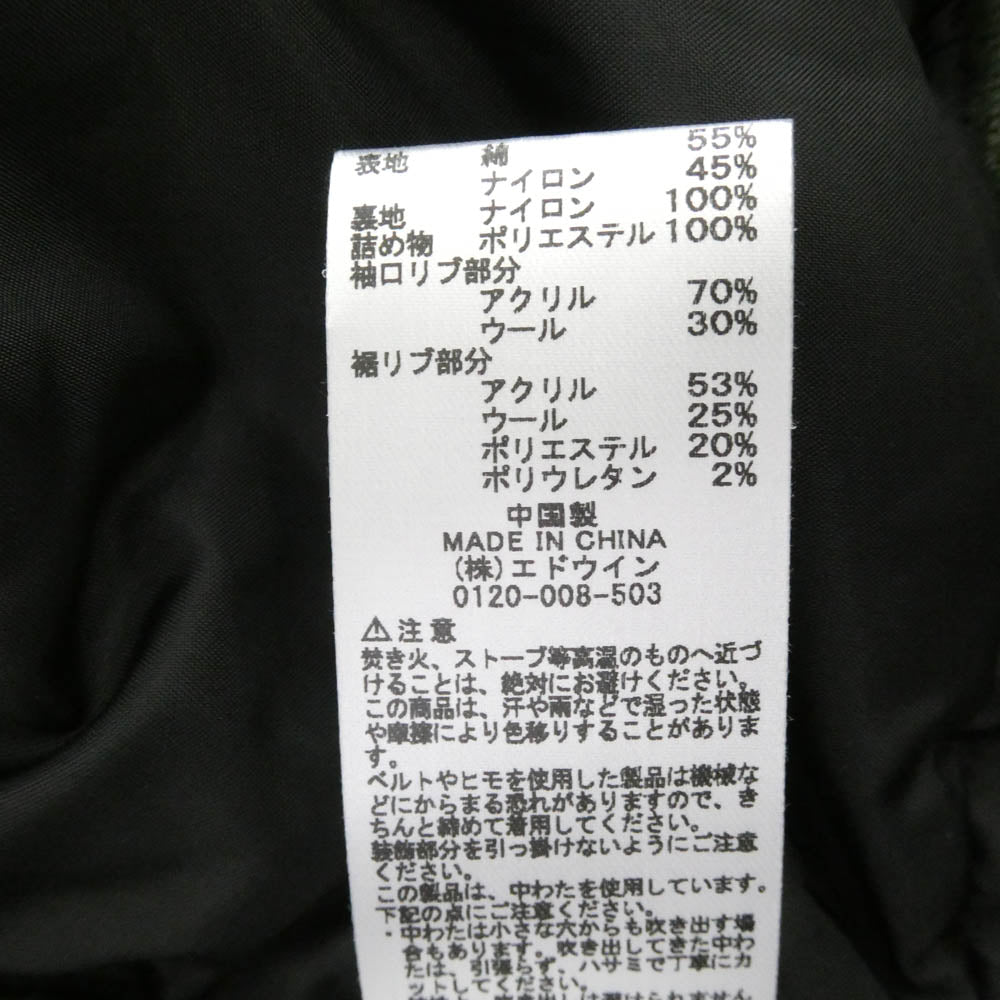 表地 綿 55%
ナイロン 45%
裏地 ナイロン 100%
詰め物 ポリエステル 100%
袖口リブ部分
アクリル 70%
ウール 30%
裾リブ部分
アクリル 53%
ウール 25%
ポリエステル 20%
ポリウレタン 2%
中国製
MADE IN CHINA
(株)エドウイン
0120-008-503
⚠注意
焚き火、ストーブ等高温のものへ近づ
けることは、絶対にお避けください。
この商品は、汗や雨などで湿った状態
や摩擦により色移りすることがありま
す。
ベルトやヒモを使用した製品は機械な
どにからまる恐れがありますので、き
ちんと締めて着用してください。
装飾部分を引っ掛けないようにご注意
ください。
この製品は、中わたを使用しています。
下記の点にご注意ください。
・中わたは小さな穴からも吹き出す場
合もあります。吹き出してきた中わ
たは、引張らず、ハサミで丁寧にカ
ットしてください。